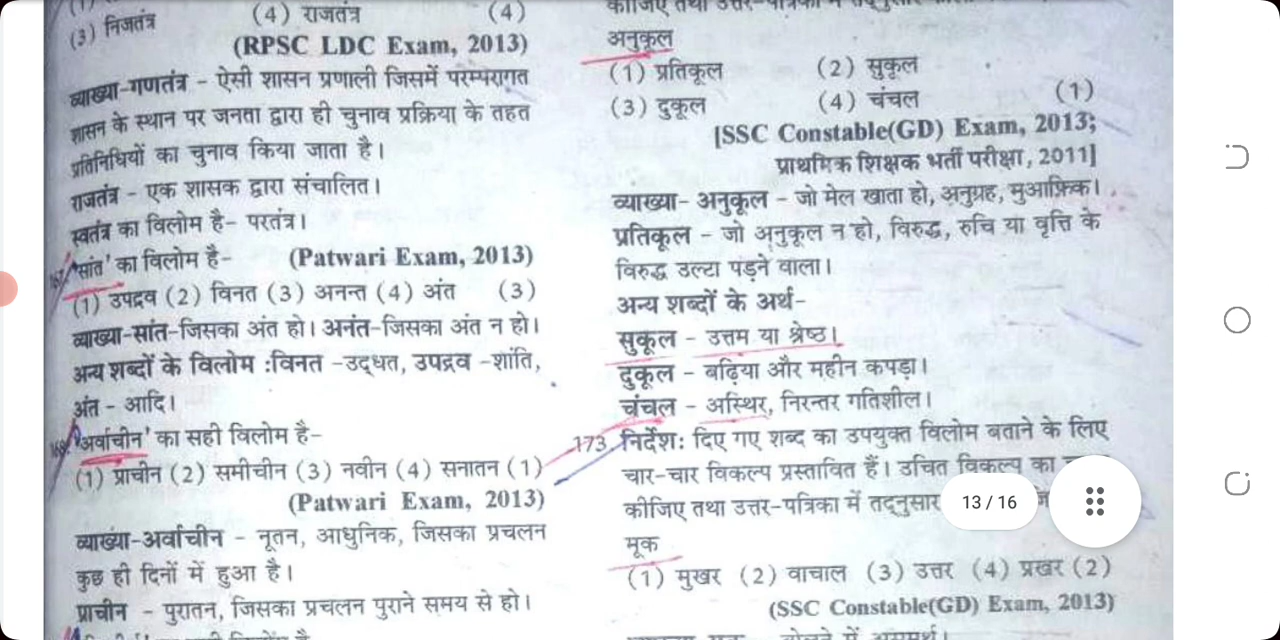 (3) निजतंत्र (4) राजतंत्र (4)
(RPSC LDC Exam, 2013)
व्याख्या-गणतंत्र - ऐसी शासन प्रणाली जिसमें परम्परागत
शासन के स्थान पर जनता द्वारा ही चुनाव प्रक्रिया के तहत
प्रतिनिधियों का चुनाव किया जाता है।
राजतंत्र - एक शासक द्वारा संचालित।
स्वतंत्र का विलोम है- परतंत्र।
'सांत' का विलोम है- (Patwari Exam, 2013)
(1) उपद्रव (2) विनत (3) अनन्त (4) अंत (3)
व्याख्या-सांत-जिसका अंत हो। अनंत-जिसका अंत न हो।
अन्य शब्दों के विलोम :विनत -उद्धत, उपद्रव -शांति,
अंत - आदि।
'अर्वाचीन' का सही विलोम है-
(1) प्राचीन (2) समीचीन (3) नवीन (4) सनातन (1)
(Patwari Exam, 2013)
व्याख्या-अर्वाचीन - नूतन, आधुनिक, जिसका प्रचलन
कुछ ही दिनों में हुआ है।
प्राचीन - पुरातन, जिसका प्रचलन पुराने समय से हो।
कीजिए तथा उत्तर-पत्रिका में
अनुकूल
(1) प्रतिकूल (2) सुकूल
(3) दुकूल (4) चंचल (1)
[SSC Constable(GD) Exam, 2013;
प्राथमिक शिक्षक भर्ती परीक्षा, 2011]
व्याख्या- अनुकूल - जो मेल खाता हो, अनुग्रह, मुआफ़िक।
प्रतिकूल - जो अनुकूल न हो, विरुद्ध, रुचि या वृत्ति के
विरुद्ध उल्टा पड़ने वाला।
अन्य शब्दों के अर्थ-
सुकूल - उत्तम या श्रेष्ठ।
दुकूल - बढ़िया और महीन कपड़ा।
चंचल - अस्थिर, निरन्तर गतिशील।
173 निर्देश: दिए गए शब्द का उपयुक्त विलोम बताने के लिए
चार-चार विकल्प प्रस्तावित हैं। उचित विकल्प का
कीजिए तथा उत्तर-पत्रिका में तद्नुसार
13 / 16
मूक
(1) मुखर (2) वाचाल (3) उत्तर (4) प्रखर (2)
(SSC Constable(GD) Exam, 2013)